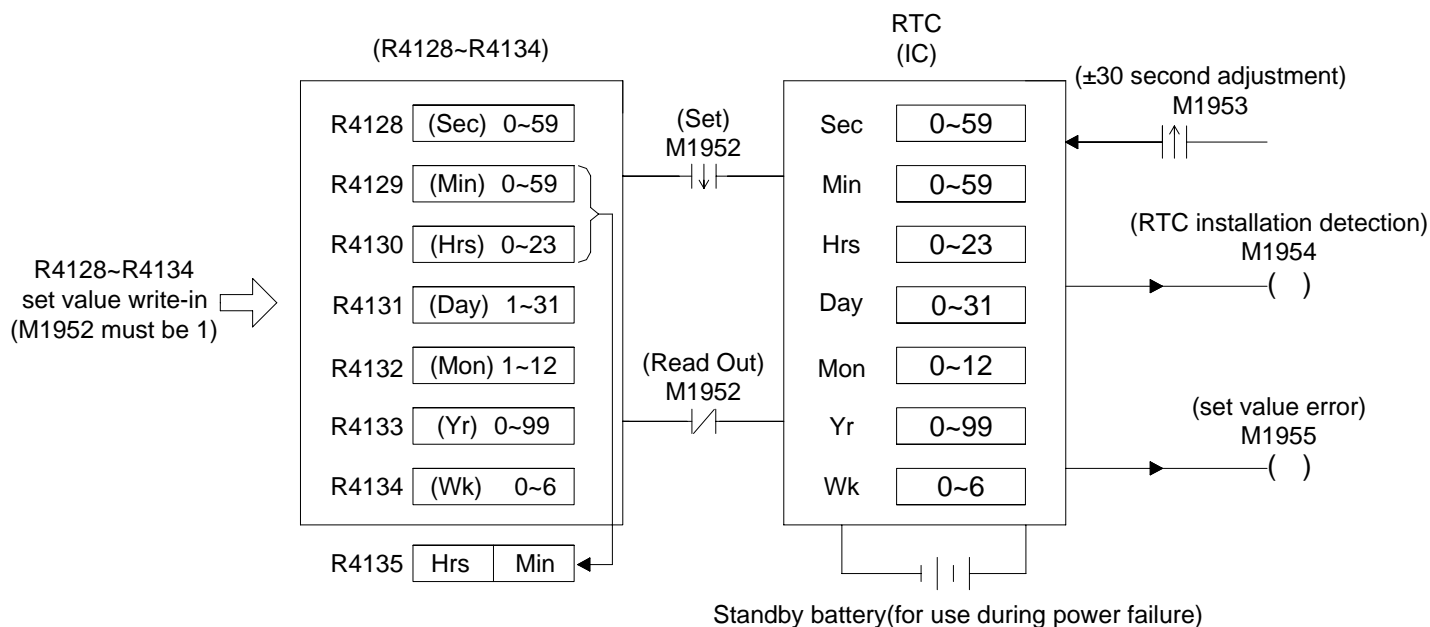 (R4128~R4134)
R4128 (Sec) 0~59
R4129 (Min) 0~59
R4130 (Hrs) 0~23
R4131 (Day) 1~31
R4132 (Mon) 1~12
R4133 (Yr) 0~99
R4134 (Wk) 0~6
R4135 Hrs Min
R4128~R4134
set value write-in
(M1952 must be 1)
(Set)
M1952
(Read Out)
M1952
RTC
(IC)
Sec 0~59
Min 0~59
Hrs 0~23
Day 0~31
Mon 0~12
Yr 0~99
Wk 0~6
(±30 second adjustment)
M1953
(RTC installation detection)
M1954
( )
(set value error)
M1955
( )
Standby battery(for use during power failure)